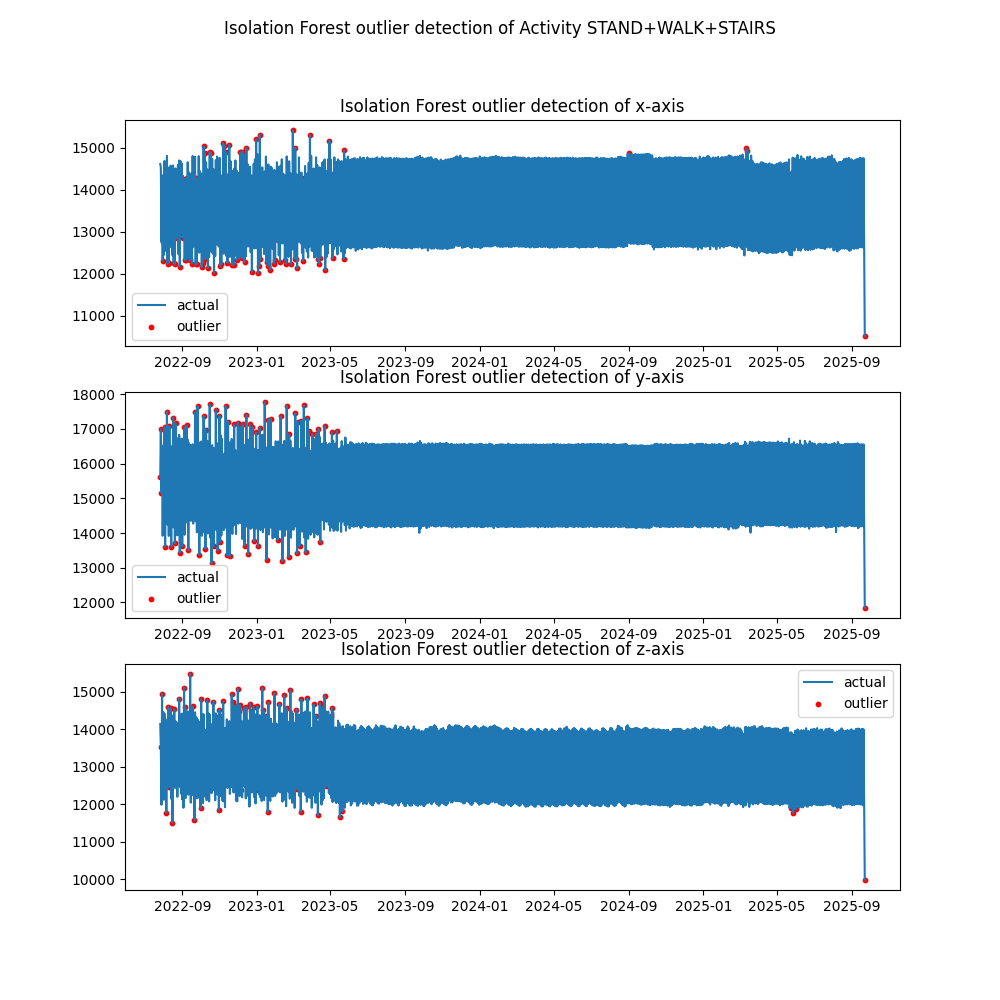 Isolation Forest outlier detection of Activity STAND+WALK+STAIRS
Isolation Forest outlier detection of x-axis
15000
14000
13000
12000
11000
actual
outlier
2022-09 2023-01 2023-05 2023-09 2024-01 2024-05 2024-09 2025-01 2025-05 2025-09
Isolation Forest outlier detection of y-axis
18000
17000
16000
15000
14000
13000
12000
actual
outlier
2022-09 2023-01 2023-05 2023-09 2024-01 2024-05 2024-09 2025-01 2025-05 2025-09
Isolation Forest outlier detection of z-axis
15000
14000
13000
12000
11000
10000
actual
outlier
2022-09 2023-01 2023-05 2023-09 2024-01 2024-05 2024-09 2025-01 2025-05 2025-09